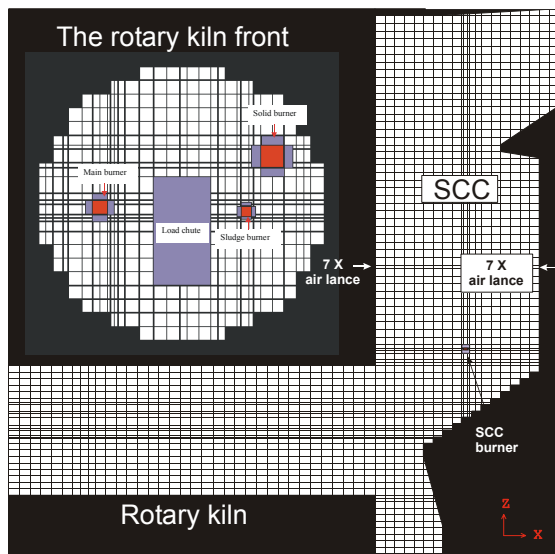 The rotary kiln front
Solid burner
Main burner
Load chute
Sludge burner
SCC
7 X
air lance
7 X
air lance
SCC
burner
Rotary kiln
Z
X